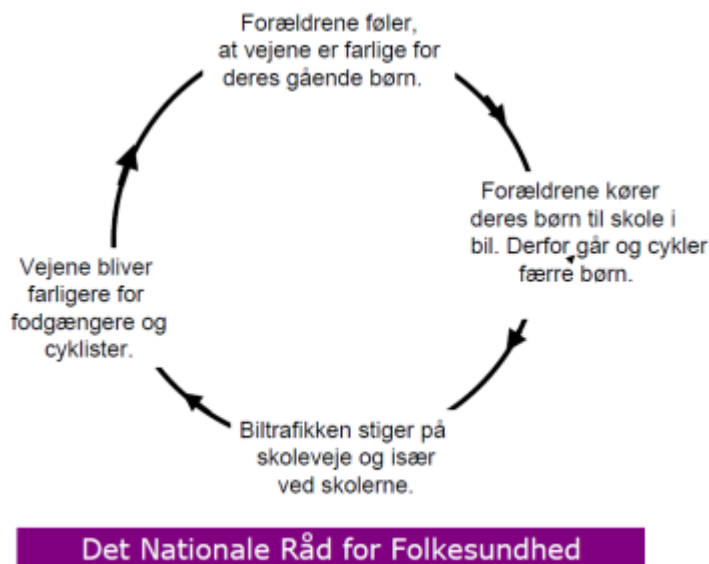 Forældrene føler,
at vejene er farlige for
deres gående børn.
Forældrene kører
deres børn til skole i
bil. Derfor går og cykler
færre børn.
Biltrafikken stiger på
skoleveje og især
ved skolerne.
Vejene bliver
farligere for
fodgængere og
cyklister.
Det Nationale Råd for Folkesundhed